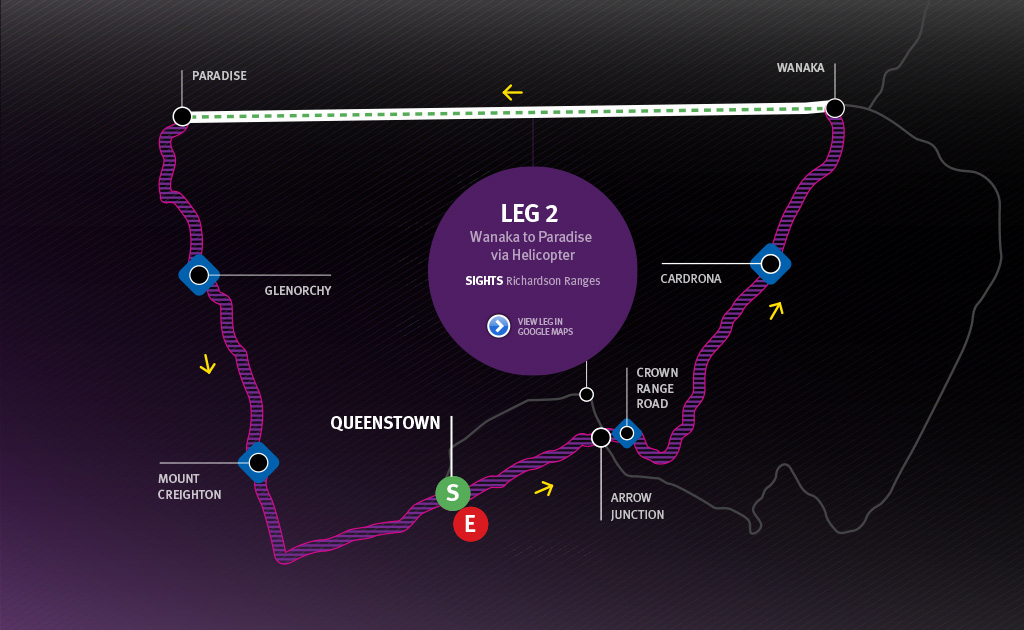 WANAKA
PARADISE
LEG 2
Wanaka to Paradise
via Helicopter
SIGHTS Richardson Ranges
VIEW LEG IN
GOOGLE MAPS
CARDRONA
GLENORCHY
CROWN
RANGE
ROAD
QUEENSTOWN
MOUNT
CREIGHTON
S
E
ARROW
JUNCTION